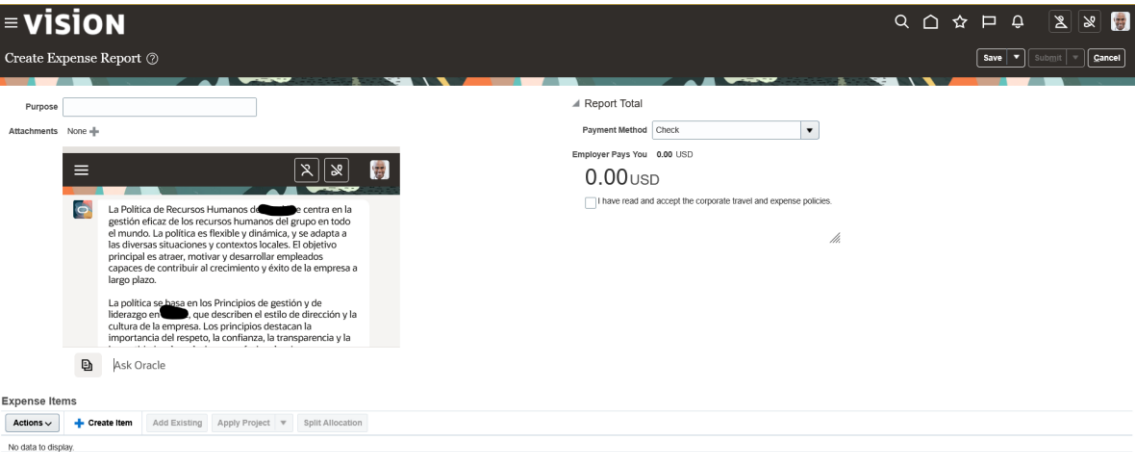 vision
Create Expense Report
Save
Submit
Cancel
Purpose
Attachments None
Report Total
Payment Method Check
Employer Pays You 0.00 USD
0.00 USD
I have read and accept the corporate travel and expense policies.
La Política de Recursos Humanos de centra en la
gestión eficaz de los recursos humanos del grupo en todo
el mundo. La política es flexible y dinámica, y se adapta a
las diversas situaciones y contextos locales. El objetivo
principal es atraer, motivar y desarrollar empleados
capaces de contribuir al crecimiento y éxito de la empresa a
largo plazo.
La política se basa en los Principios de gestión y de
liderazgo en , que describen el estilo de dirección y la
cultura de la empresa. Los principios destacan la
importancia del respeto, la confianza, la transparencia y la
Ask Oracle
Expense Items
Actions
Create Item
Add Existing
Apply Project
Split Allocation
No data to display.